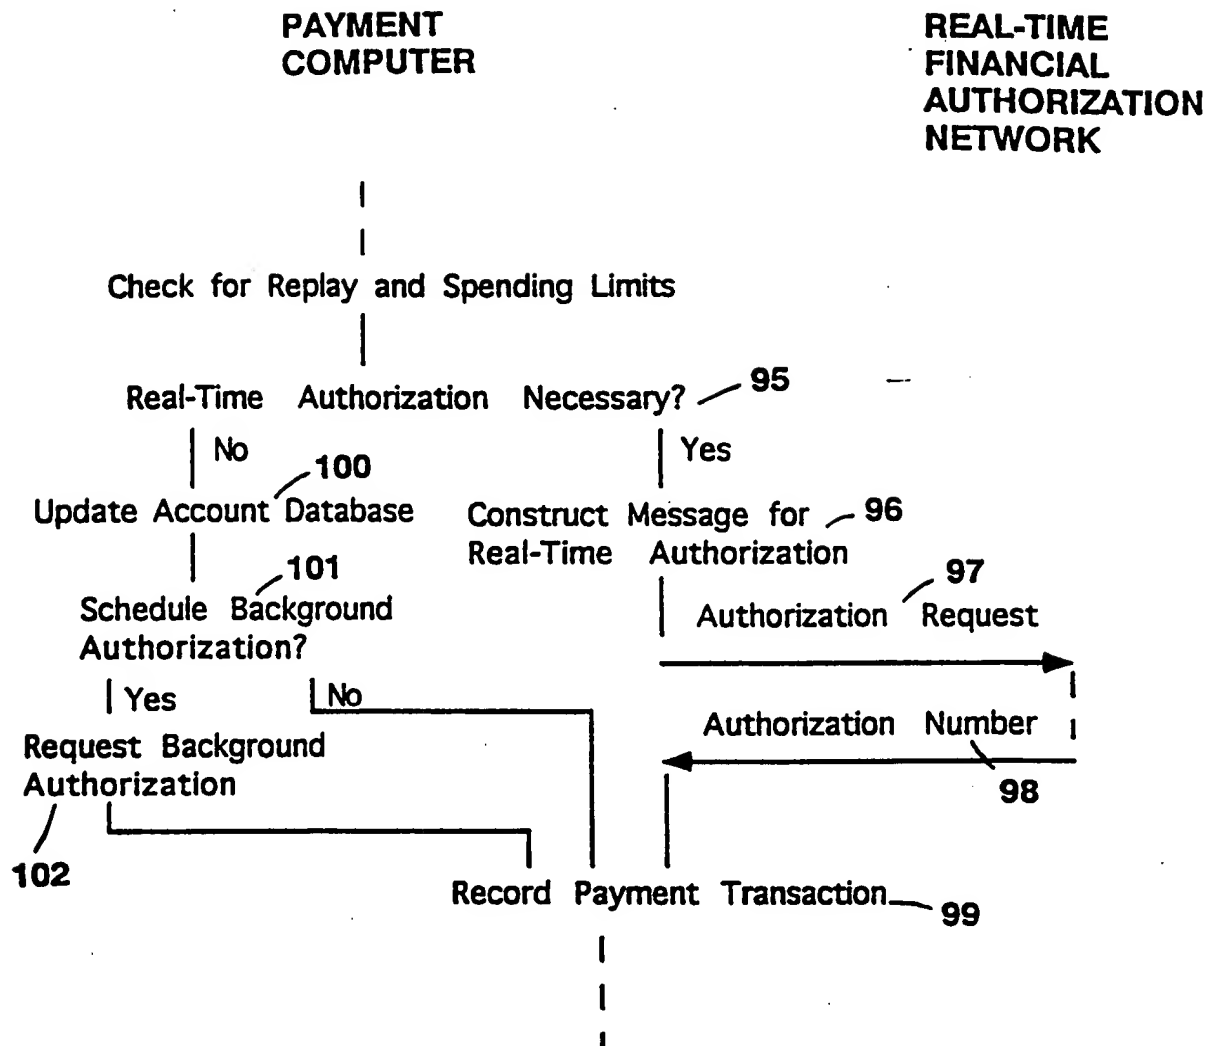 PAYMENT
COMPUTER
REAL-TIME
FINANCIAL
AUTHORIZATION
NETWORK
Check for Replay and Spending Limits
Real-Time Authorization Necessary?
95
No
Yes
100
Update Account Database
Construct Message for
Real-Time Authorization
96
101
Schedule Background
Authorization?
97
Authorization Request
Yes
No
Authorization Number
98
Request Background
Authorization
102
Record Payment Transaction
99